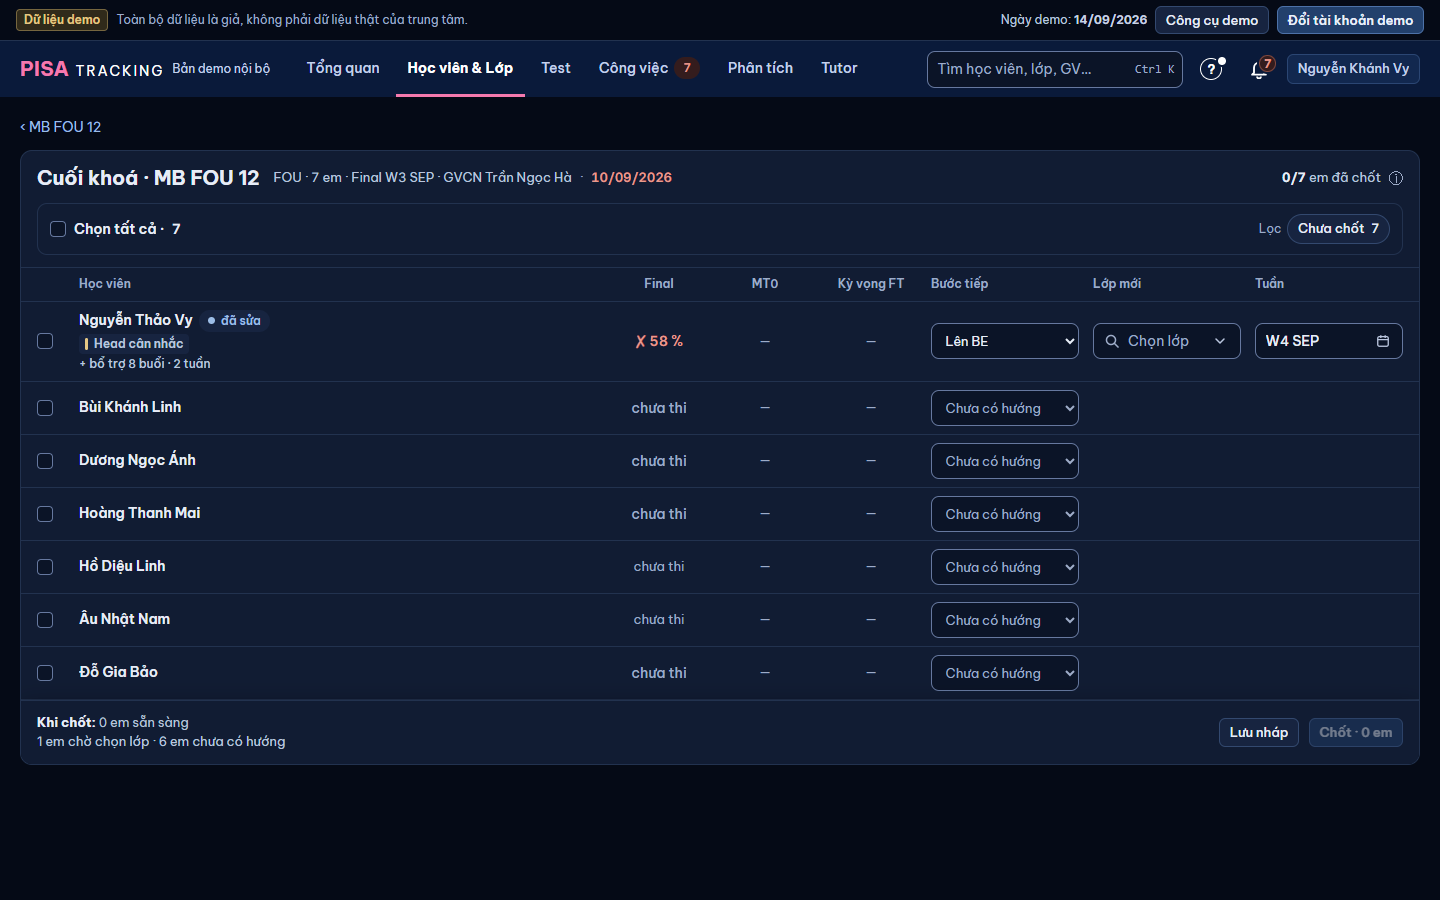 Dữ liệu demo Toàn bộ dữ liệu là giả, không phải dữ liệu thật của trung tâm. Ngày demo: 14/09/2026 Công cụ demo Đổi tài khoản demo
PISA TRACKING Bản demo nội bộ Tổng quan Học viên & Lớp Test Công việc 7 Phân tích Tutor Tìm học viên, lớp, GV... Ctrl K ? 7 Nguyễn Khánh Vy
‹ MB FOU 12
Cuối khoá · MB FOU 12 FOU · 7 em · Final W3 SEP · GVCN Trần Ngọc Hà · 10/09/2026 0/7 em đã chốt
Chọn tất cả · 7 Lọc Chưa chốt 7
Học viên Final MT0 Kỳ vọng FT Bước tiếp Lớp mới Tuần
Nguyễn Thảo Vy đã sửa
Head cân nhắc
+ bổ trợ 8 buổi · 2 tuần
✗ 58 % — — Lên BE Chọn lớp W4 SEP
Bùi Khánh Linh chưa thi — — Chưa có hướng
Dương Ngọc Ánh chưa thi — — Chưa có hướng
Hoàng Thanh Mai chưa thi — — Chưa có hướng
Hồ Diệu Linh chưa thi — — Chưa có hướng
Âu Nhật Nam chưa thi — — Chưa có hướng
Đỗ Gia Bảo chưa thi — — Chưa có hướng
Khi chốt: 0 em sẵn sàng
1 em chờ chọn lớp · 6 em chưa có hướng
Lưu nháp Chốt · 0 em